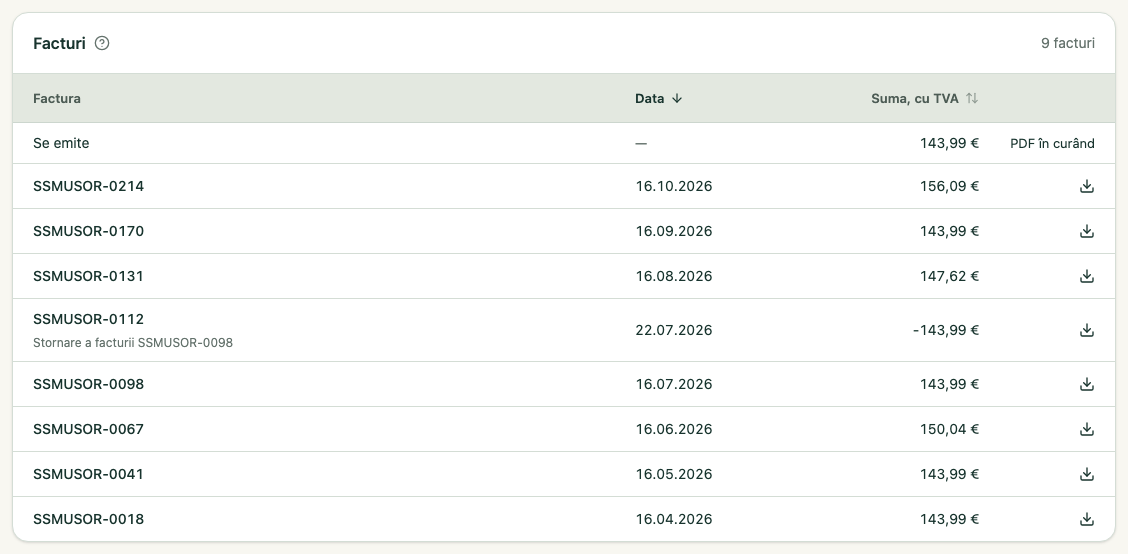 Facturi
9 facturi
Factura Data Suma, cu TVA
Se emite — 143,99 € PDF în curând
SSMUSOR-0214 16.10.2026 156,09 €
SSMUSOR-0170 16.09.2026 143,99 €
SSMUSOR-0131 16.08.2026 147,62 €
SSMUSOR-0112 22.07.2026 -143,99 €
Stornare a facturii SSMUSOR-0098
SSMUSOR-0098 16.07.2026 143,99 €
SSMUSOR-0067 16.06.2026 150,04 €
SSMUSOR-0041 16.05.2026 143,99 €
SSMUSOR-0018 16.04.2026 143,99 €